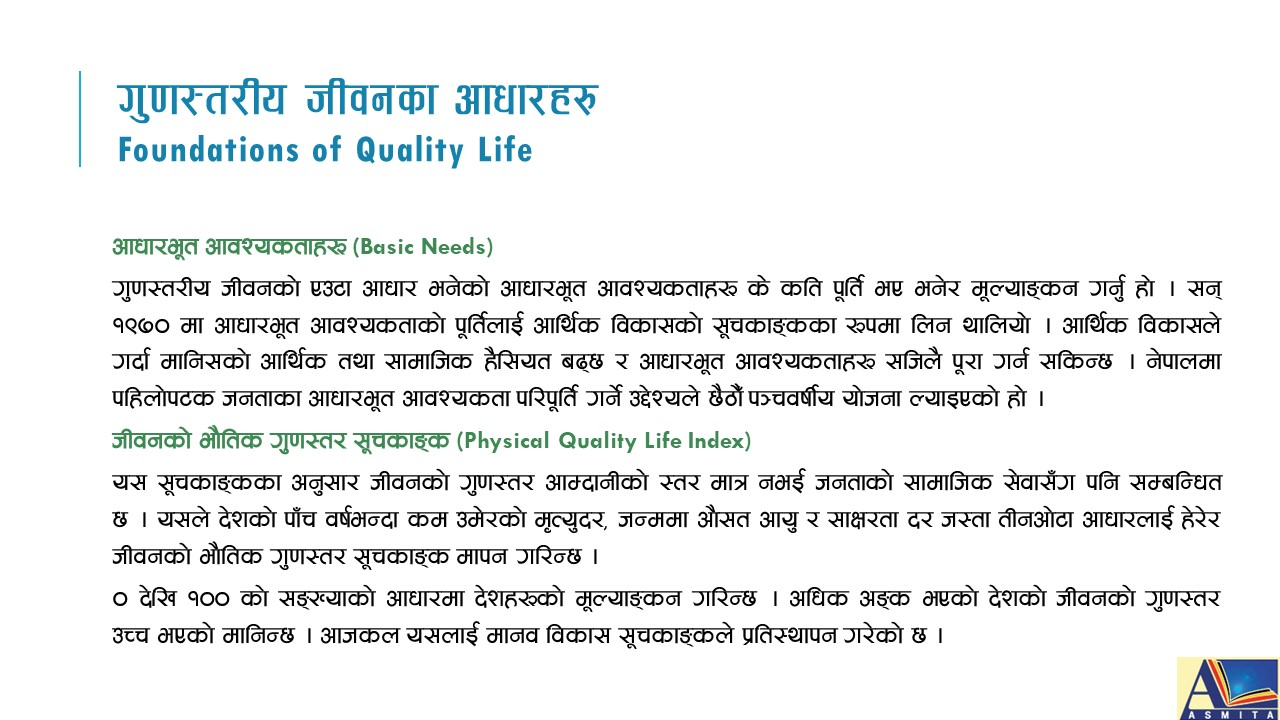 गुणस्तरीय जीवनका आधारहरु
Foundations of Quality Life
आधारभूत आवश्यकताहरु (Basic Needs)
गुणस्तरीय जीवनको एउटा आधार भनेको आधारभूत आवश्यकताहरु के कति पूर्ति भए भनेर मूल्याङ्कन गर्नु हो । सन्
१९७० मा आधारभूत आवश्यकताको पूर्तिलाई आर्थिक विकासको सूचकाङ्कका रुपमा लिन थालियो । आर्थिक विकासले
गर्दा मानिसको आर्थिक तथा सामाजिक हैसियत बढ्छ र आधारभूत आवश्यकताहरु सजिलै पूरा गर्न सकिन्छ । नेपालमा
पहिलोपटक जनताका आधारभूत आवश्यकता परिपूर्ति गर्ने उद्देश्यले छैठौँ पञ्चवर्षीय योजना ल्याइएको हो ।
जीवनको भौतिक गुणस्तर सूचकाङ्क (Physical Quality Life Index)
यस सूचकाङ्कका अनुसार जीवनको गुणस्तर आम्दानीको स्तर मात्र नभई जनताको सामाजिक सेवासँग पनि सम्बन्धित
छ । यसले देशको पाँच वर्षभन्दा कम उमेरको मृत्युदर, जन्ममा औसत आयु र साक्षरता दर जस्ता तीनओटा आधारलाई हेरेर
जीवनको भौतिक गुणस्तर सूचकाङ्क मापन गरिन्छ ।
० देखि १०० को सङ्ख्याको आधारमा देशहरुको मूल्याङ्कन गरिन्छ । अधिक अङ्क भएको देशको जीवनको गुणस्तर
उच्च भएको मानिन्छ । आजकल यसलाई मानव विकास सूचकाङ्कले प्रतिस्थापन गरेको छ ।
ASMITA